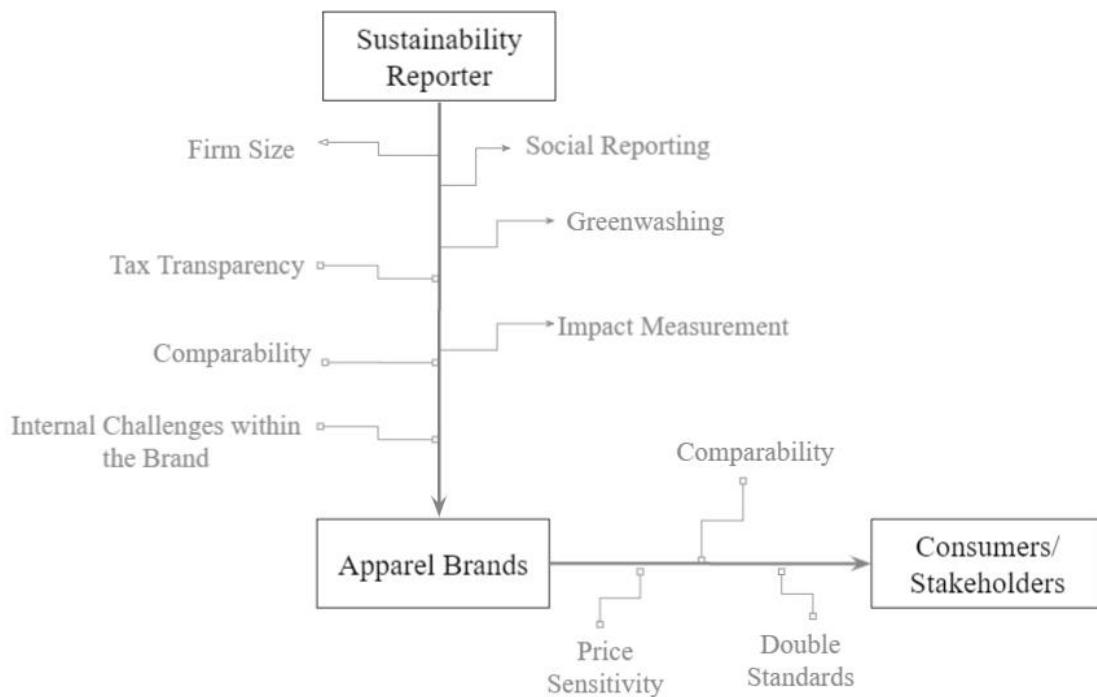 Sustainability
Reporter
Firm Size
Social Reporting
Greenwashing
Tax Transparency
Impact Measurement
Comparability
Internal Challenges within
the Brand
Comparability
Apparel Brands
Consumers/
Stakeholders
Price
Sensitivity
Double
Standards